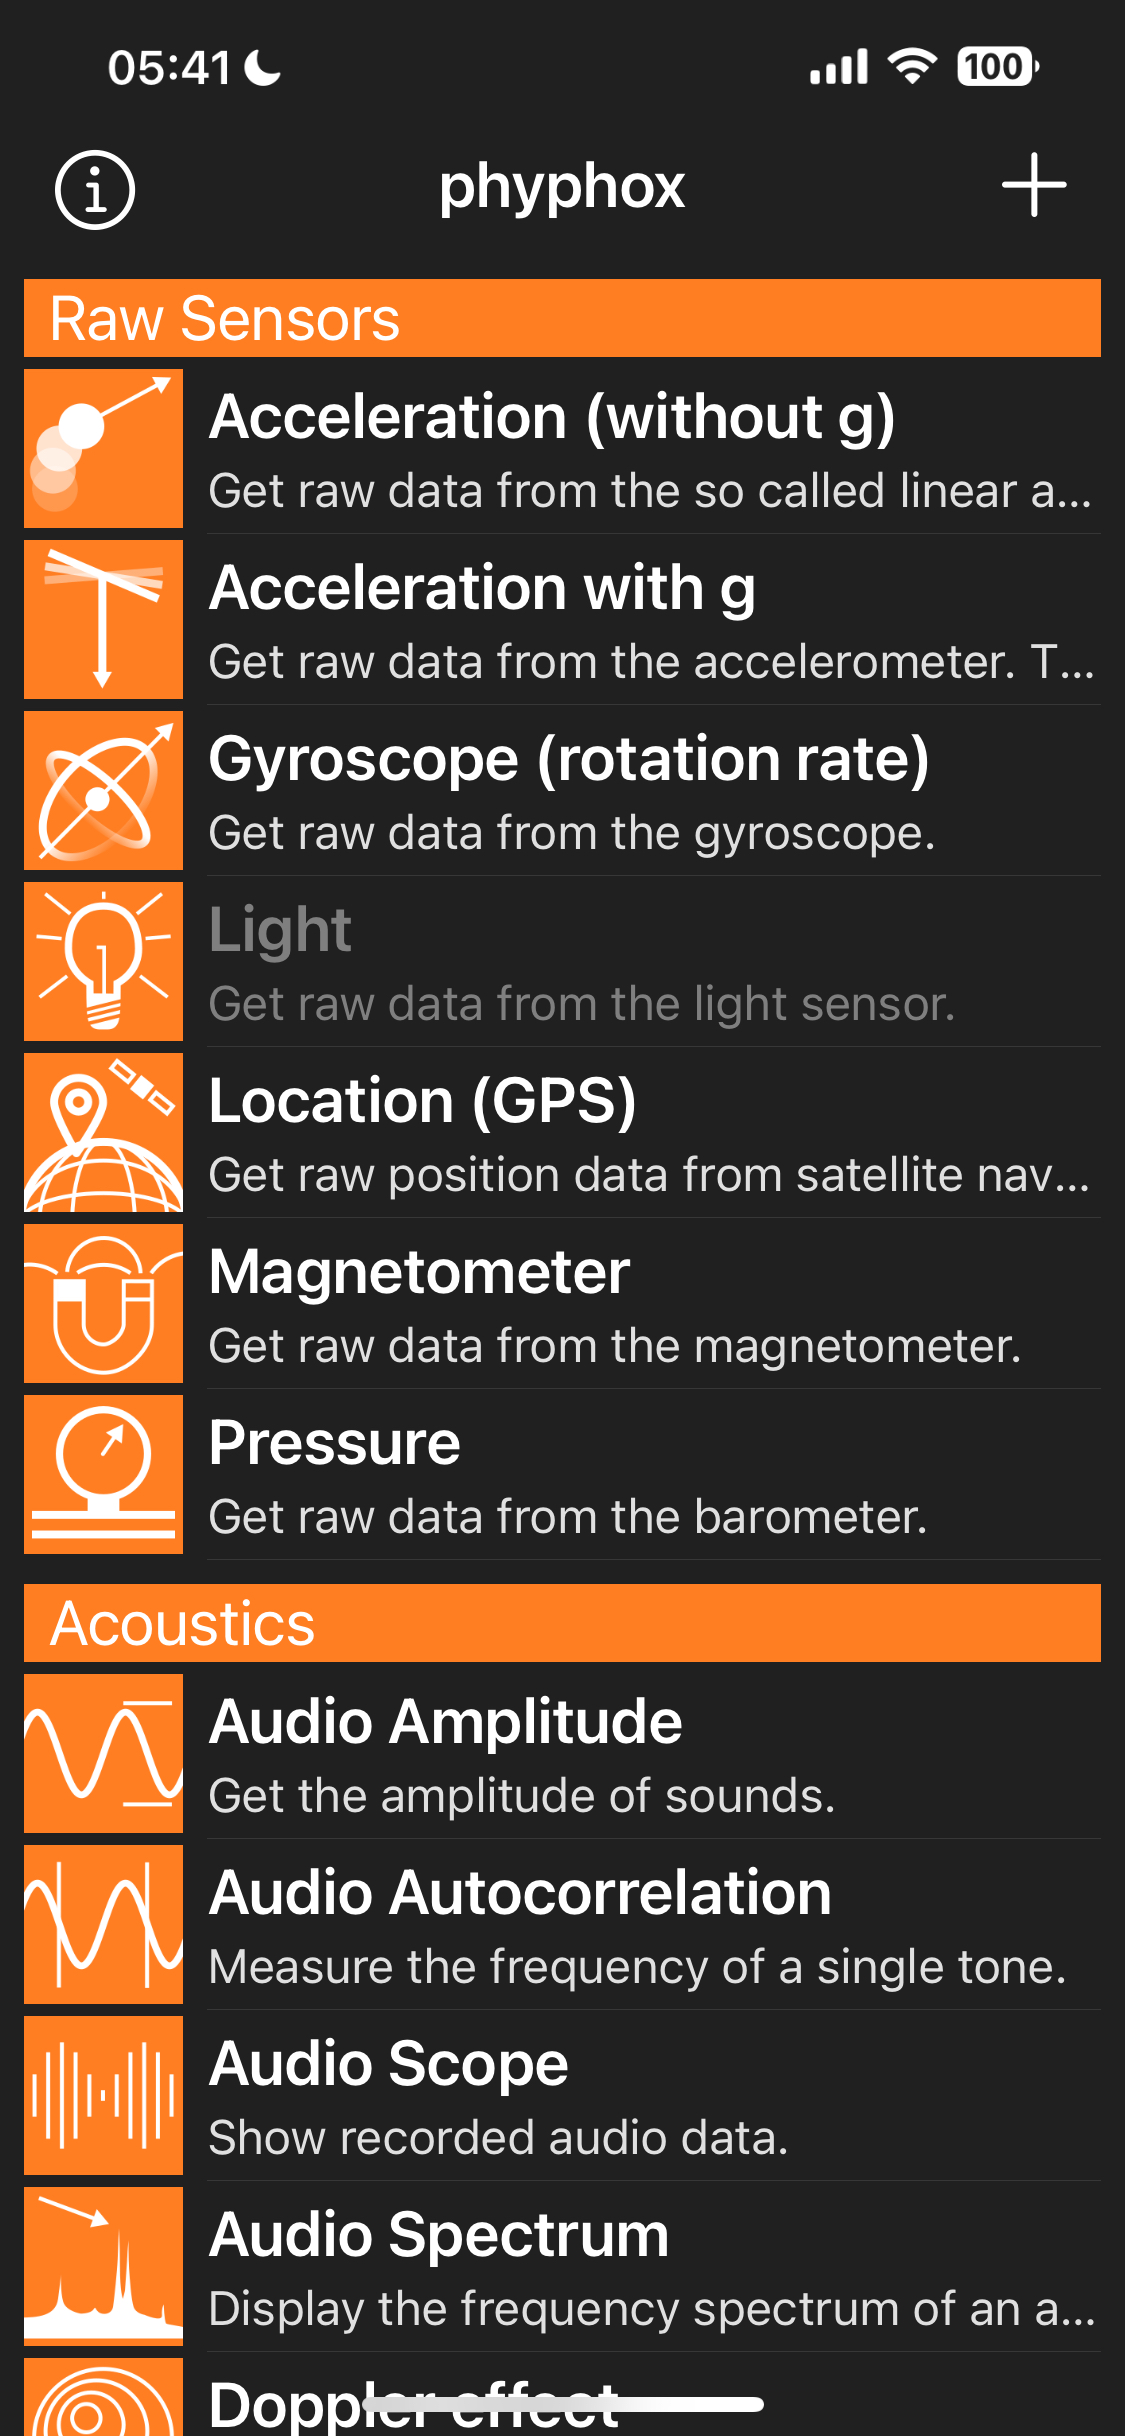 05:41
100
phyphox
Raw Sensors
Acceleration (without g)
Get raw data from the so called linear a...
Acceleration with g
Get raw data from the accelerometer. T...
Gyroscope (rotation rate)
Get raw data from the gyroscope.
Light
Get raw data from the light sensor.
Location (GPS)
Get raw position data from satellite nav...
Magnetometer
Get raw data from the magnetometer.
Pressure
Get raw data from the barometer.
Acoustics
Audio Amplitude
Get the amplitude of sounds.
Audio Autocorrelation
Measure the frequency of a single tone.
Audio Scope
Show recorded audio data.
Audio Spectrum
Display the frequency spectrum of an a...
Doppler effect